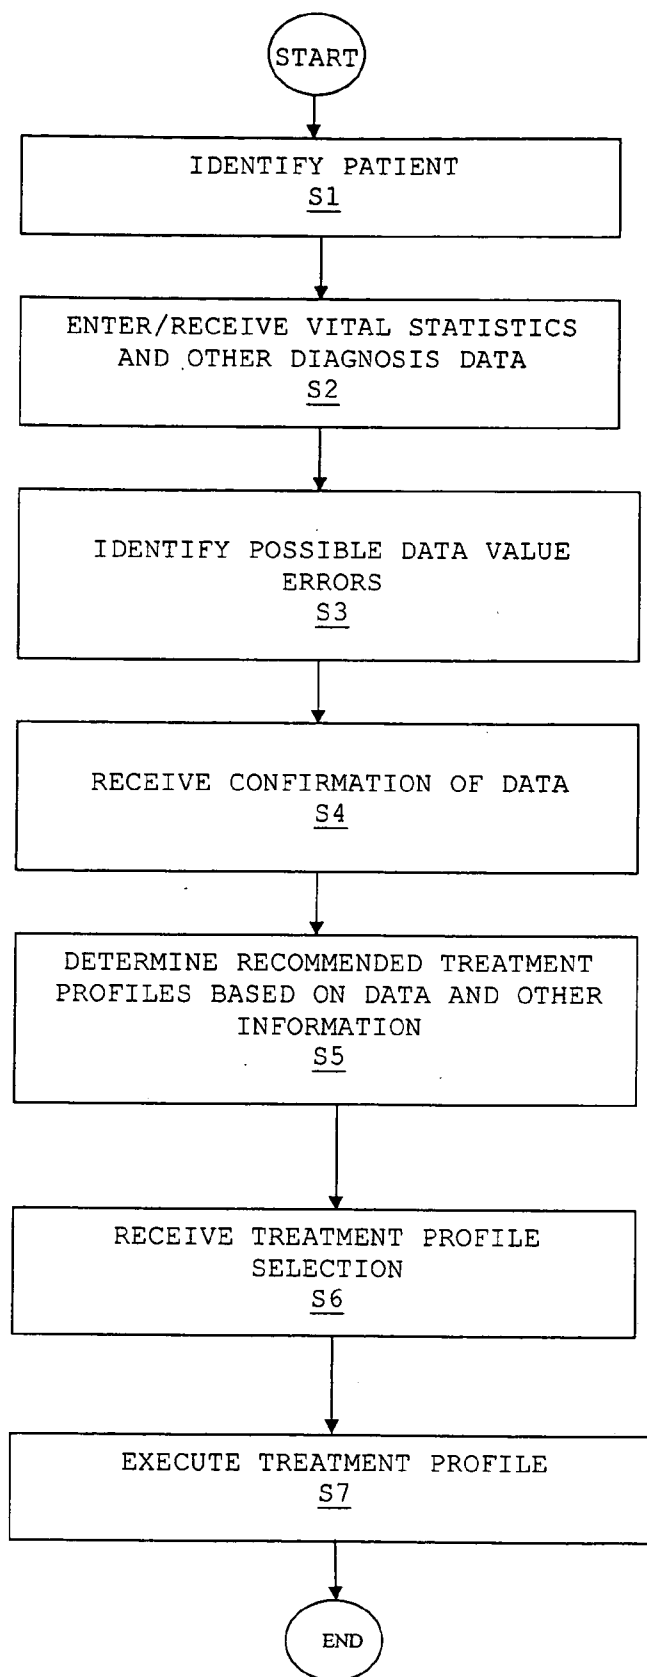 START
IDENTIFY PATIENT
S1
ENTER/RECEIVE VITAL STATISTICS
AND OTHER DIAGNOSIS DATA
S2
IDENTIFY POSSIBLE DATA VALUE
ERRORS
S3
RECEIVE CONFIRMATION OF DATA
S4
DETERMINE RECOMMENDED TREATMENT
PROFILES BASED ON DATA AND OTHER
INFORMATION
S5
RECEIVE TREATMENT PROFILE
SELECTION
S6
EXECUTE TREATMENT PROFILE
S7
END